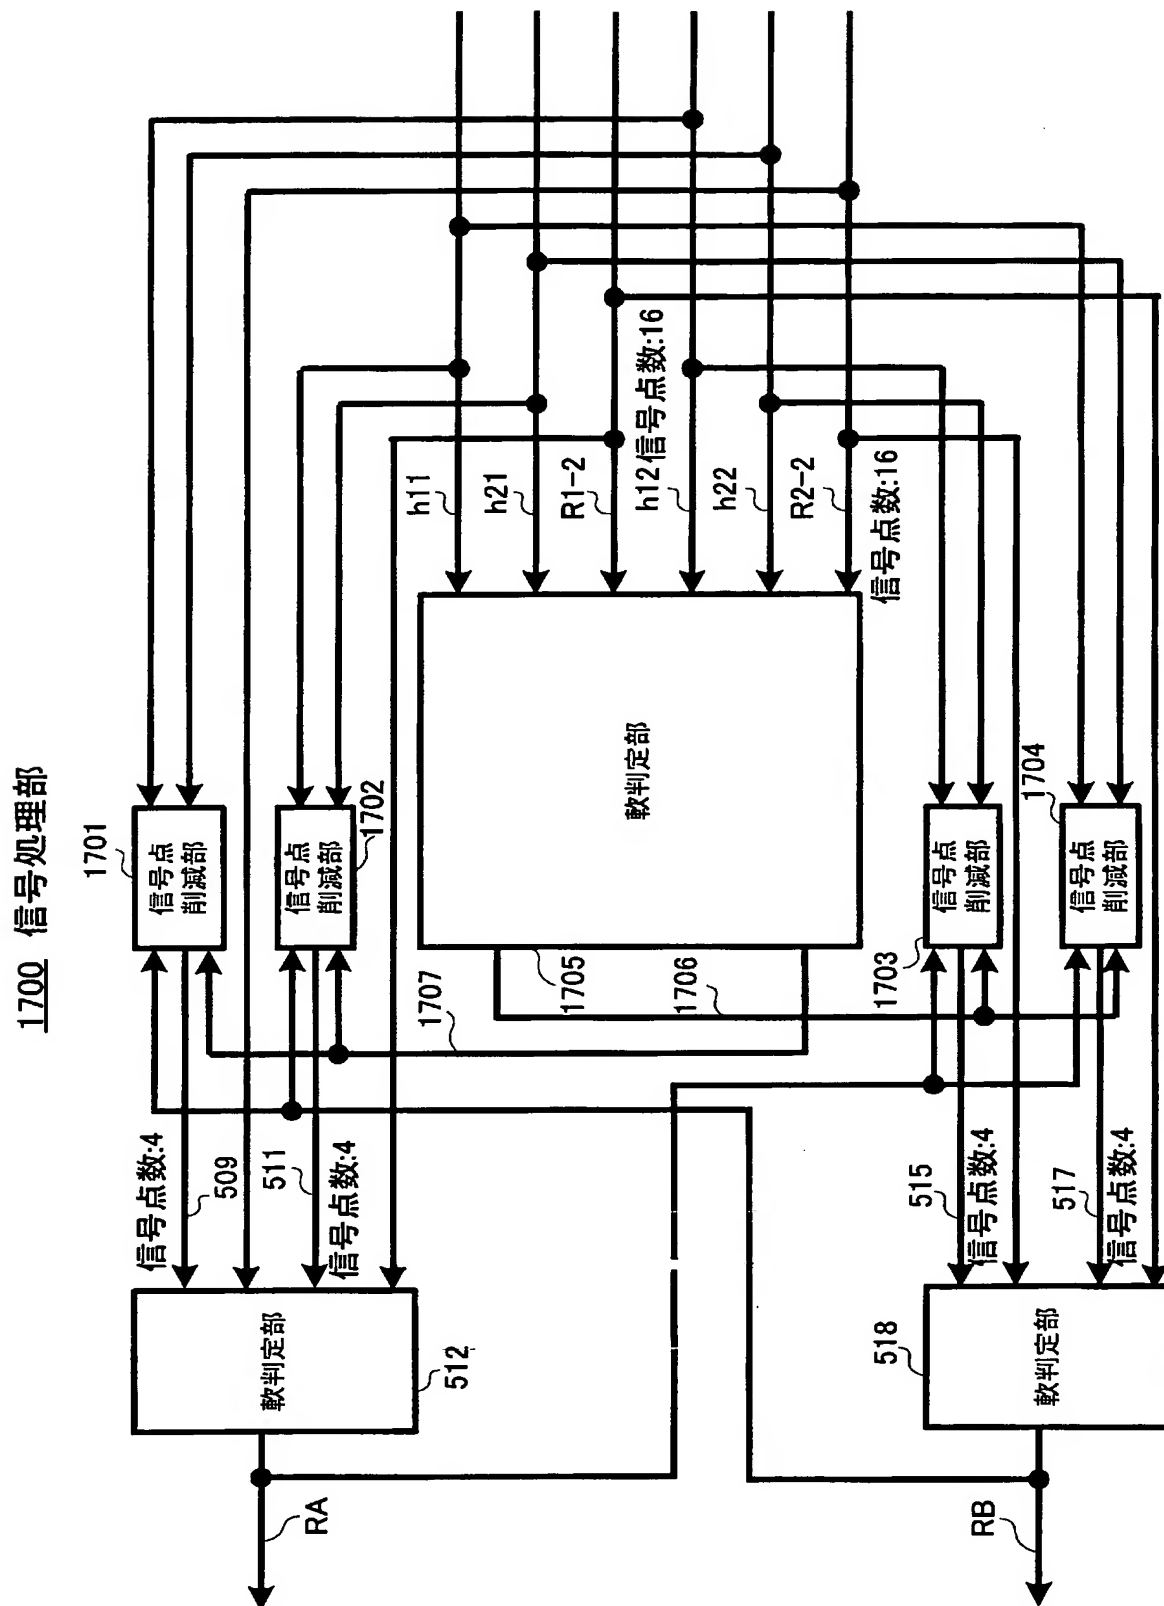 1700 信号処理部
1701
信号点
削減部
1702
信号点
削減部
h11
h21
R1-2
信号点数:16
h12
h22
R2-2
信号点数:16
軟判定部
1705
1707
1706
1703
信号点
削減部
1704
信号点
削減部
信号点数:4
509
511
信号点数:4
軟判定部
512
RA
515
信号点数:4
517
信号点数:4
軟判定部
518
RB